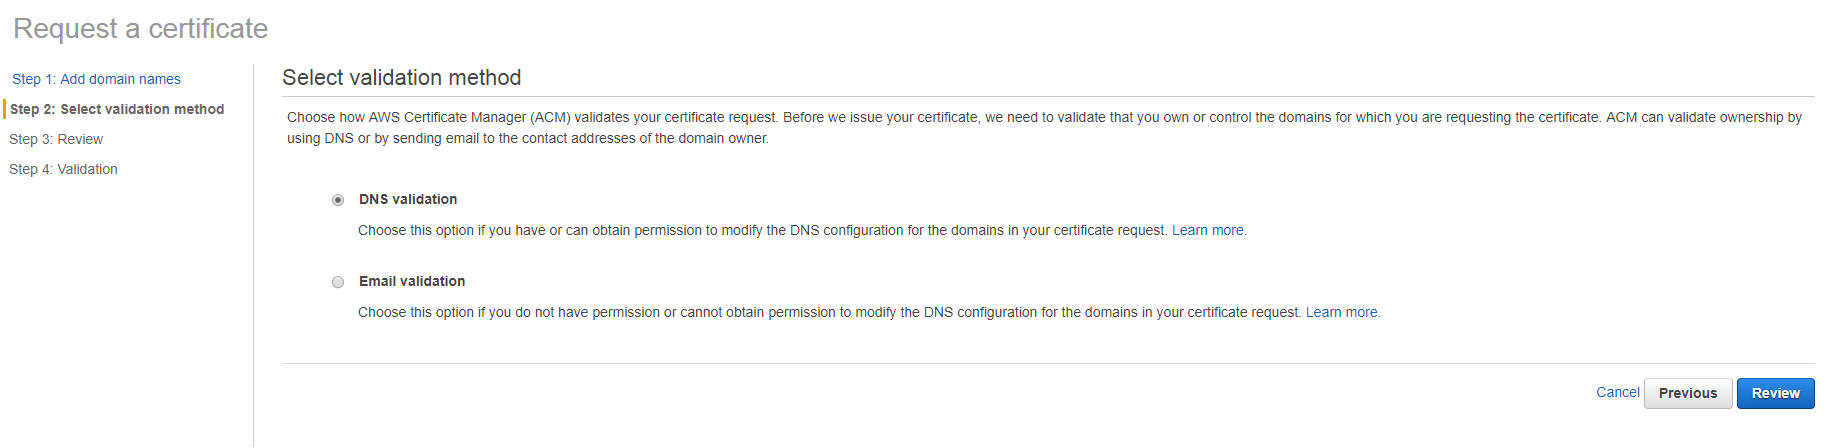 Request a certificate
Step 1: Add domain names
Step 2: Select validation method
Step 3: Review
Step 4: Validation
Select validation method
Choose how AWS Certificate Manager (ACM) validates your certificate request. Before we issue your certificate, we need to validate that you own or control the domains for which you are requesting the certificate. ACM can validate ownership by
using DNS or by sending email to the contact addresses of the domain owner.
DNS validation
Choose this option if you have or can obtain permission to modify the DNS configuration for the domains in your certificate request. Learn more.
Email validation
Choose this option if you do not have permission or cannot obtain permission to modify the DNS configuration for the domains in your certificate request. Learn more.
Cancel Previous Review